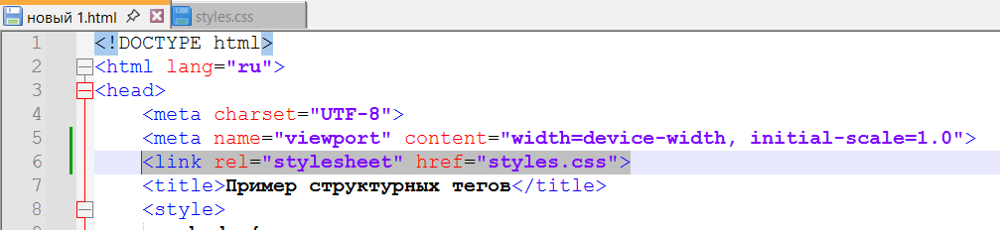 новый 1.html styles.css
1 <!DOCTYPE html>
2 <html lang="ru">
3 <head>
4 <meta charset="UTF-8">
5 <meta name="viewport" content="width=device-width, initial-scale=1.0">
6 <link rel="stylesheet" href="styles.css">
7 <title>Пример структурных тегов</title>
8 <style>